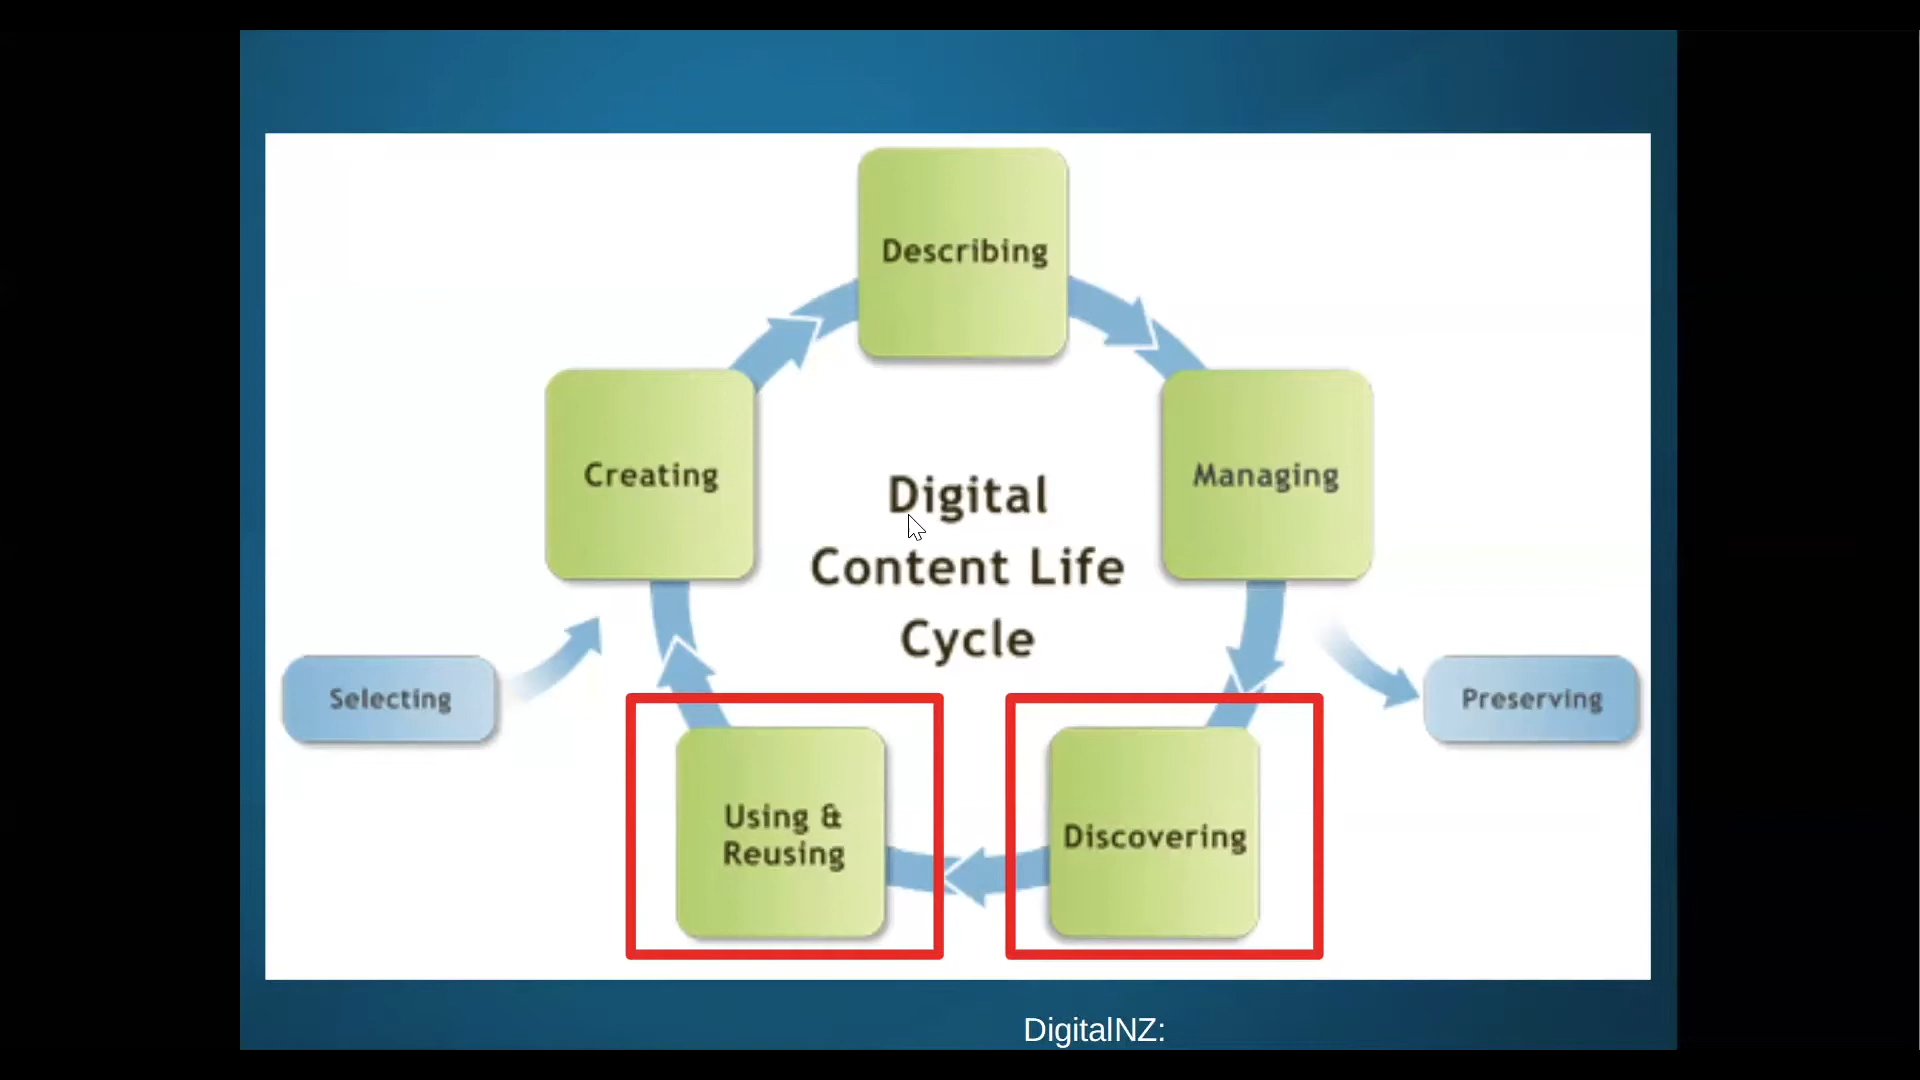 Describing
Creating
Managing
Digital
Content Life
Cycle
Selecting
Preserving
Using &
Reusing
Discovering
DigitalNZ: